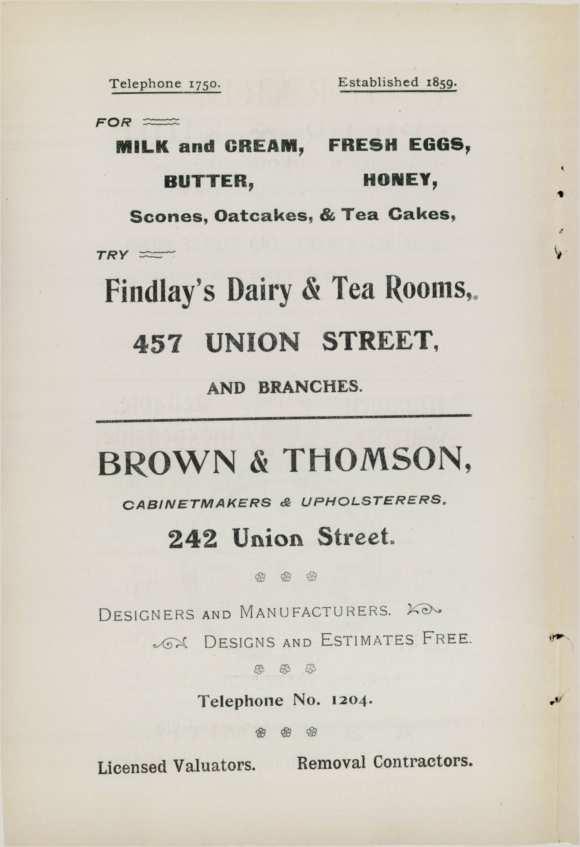 Telephone 1750. Established 1859.
FOR
MILK and CREAM, FRESH EGGS,
BUTTER, HONEY,
Scones, Oatcakes, & Tea Cakes,
TRY
Findlay's Dairy & Tea Rooms,
457 UNION STREET,
AND BRANCHES.
BROWN & THOMSON,
CABINETMAKERS & UPHOLSTERERS.
242 Union Street.
DESIGNERS AND MANUFACTURERS.
DESIGNS AND ESTIMATES FREE.
Telephone No. 1204.
Licensed Valuators. Removal Contractors.